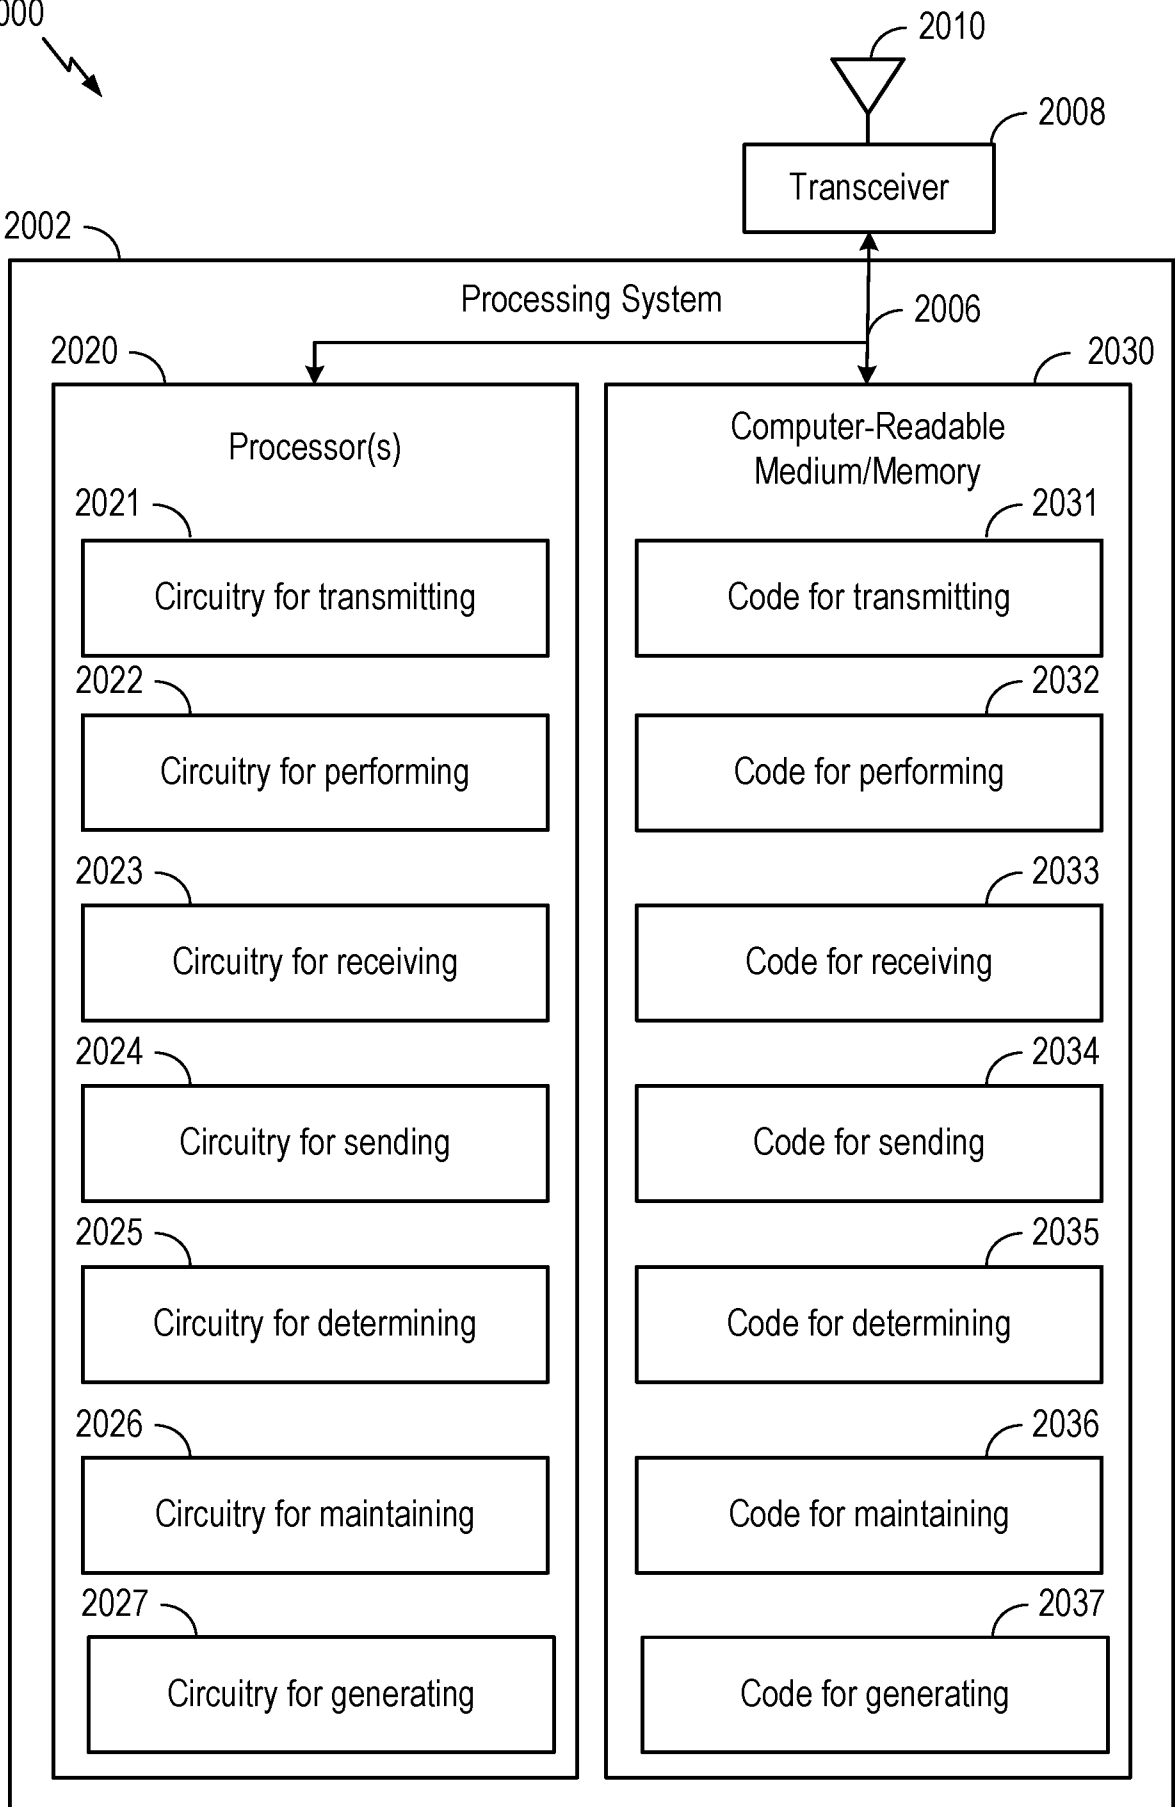 2010
2008
Transceiver
2002
Processing System
2006
2020
2030
Processor(s)
Computer-Readable
Medium/Memory
2021
2031
Circuitry for transmitting
Code for transmitting
2022
2032
Circuitry for performing
Code for performing
2023
2033
Circuitry for receiving
Code for receiving
2024
2034
Circuitry for sending
Code for sending
2025
2035
Circuitry for determining
Code for determining
2026
2036
Circuitry for maintaining
Code for maintaining
2027
2037
Circuitry for generating
Code for generating